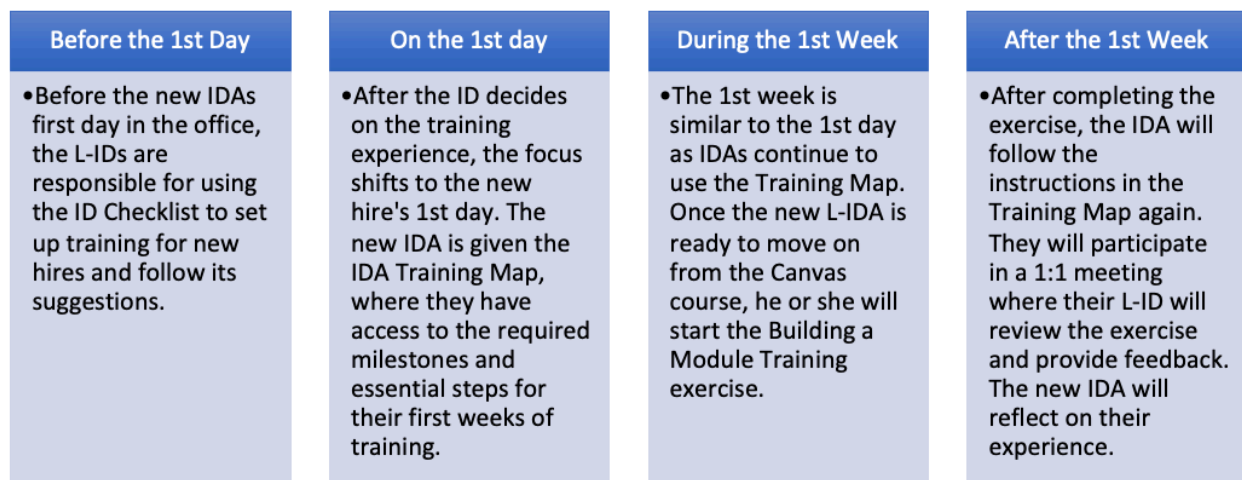 Before the 1st Day
•Before the new IDAs
first day in the office,
the L-IDs are
responsible for using
the ID Checklist to set
up training for new
hires and follow its
suggestions.
On the 1st day
•After the ID decides
on the training
experience, the focus
shifts to the new
hire's 1st day. The
new IDA is given the
IDA Training Map,
where they have
access to the required
milestones and
essential steps for
their first weeks of
training.
During the 1st Week
•The 1st week is
similar to the 1st day
as IDAs continue to
use the Training Map.
Once the new L-IDA is
ready to move on
from the Canvas
course, he or she will
start the Building a
Module Training
exercise.
After the 1st Week
•After completing the
exercise, the IDA will
follow the
instructions in the
Training Map again.
They will participate
in a 1:1 meeting
where their L-ID will
review the exercise
and provide feedback.
The new IDA will
reflect on their
experience.